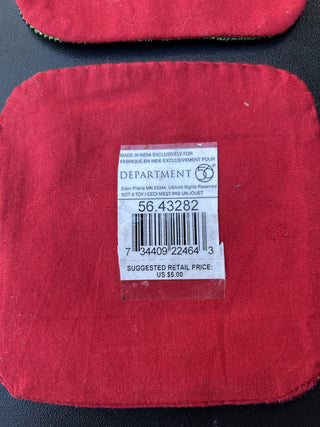 MADE IN INDIA EXCLUSIVELY FOR
FABRIQUÉ EN INDE EXCLUSIVEMENT POUR
DEPARTMENT 56®
Eden Prairie MN 55344 USA/All Rights Reserved
NOT A TOY / CECI N'EST PAS UN JOUET
56.43282
7 34409 22464 3
SUGGESTED RETAIL PRICE:
US $5.00